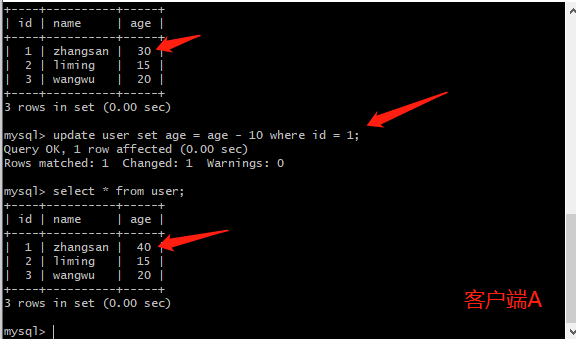 +----+----------+-----+
| id | name     | age |
+----+----------+-----+
|  1 | zhangsan |  30 |
|  2 | liming   |  15 |
|  3 | wangwu   |  20 |
+----+----------+-----+
3 rows in set (0.00 sec)
mysql> update user set age = age - 10 where id = 1;
Query OK, 1 row affected (0.00 sec)
Rows matched: 1  Changed: 1  Warnings: 0
mysql> select * from user;
+----+----------+-----+
| id | name     | age |
+----+----------+-----+
|  1 | zhangsan |  40 |
|  2 | liming   |  15 |
|  3 | wangwu   |  20 |
+----+----------+-----+
3 rows in set (0.00 sec)
客户端A
mysql>